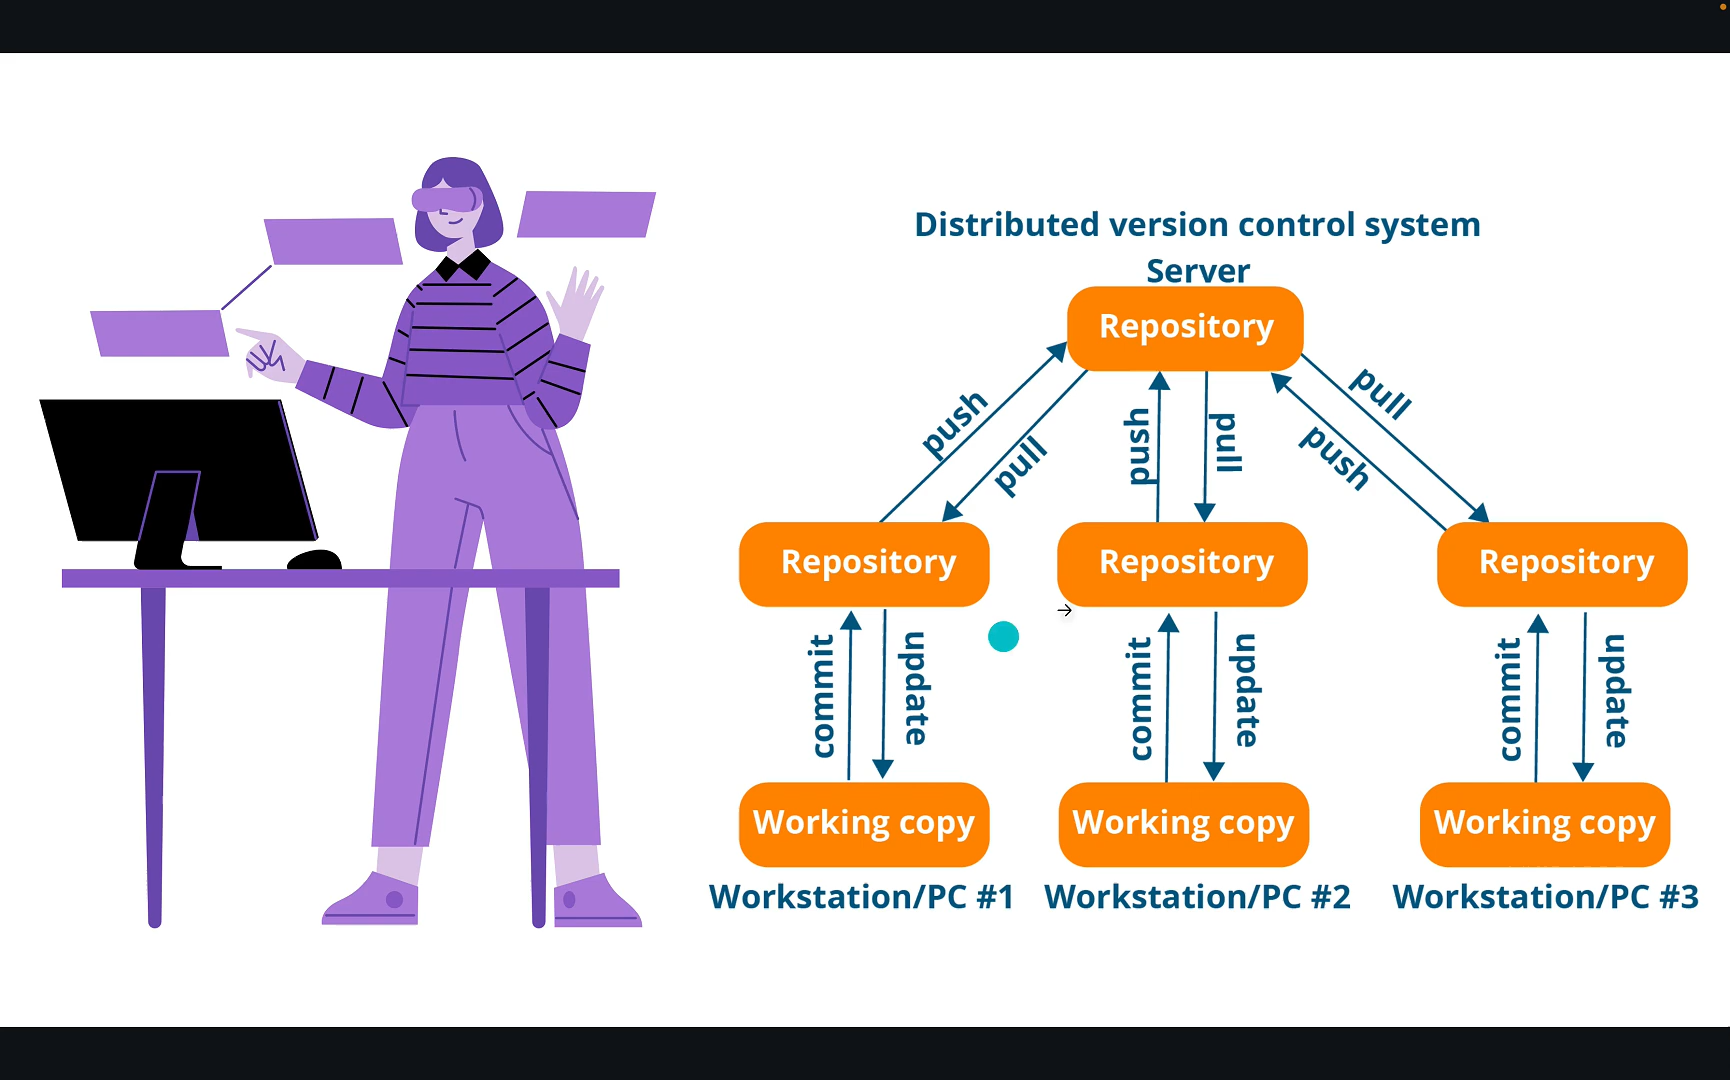 Distributed version control system
Server
Repository
push
pull
push
pull
pull
push
Repository
Repository
Repository
commit
update
commit
update
commit
update
Working copy
Working copy
Working copy
Workstation/PC #1
Workstation/PC #2
Workstation/PC #3